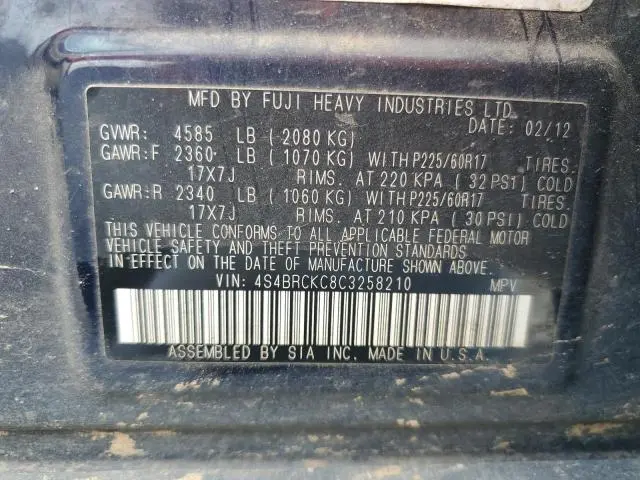 MFD BY FUJI HEAVY INDUSTRIES LTD.
DATE: 02/12
GVWR: 4585 LB (2080 KG)
GAWR:F 2360 LB (1070 KG) WITH P225/60R17 TIRES.
17X7J RIMS. AT 220 KPA (32 PSI) COLD
GAWR:R 2340 LB (1060 KG) WITH P225/60R17 TIRES.
17X7J RIMS. AT 210 KPA (30 PSI) COLD
THIS VEHICLE CONFORMS TO ALL APPLICABLE FEDERAL MOTOR
VEHICLE SAFETY AND THEFT PREVENTION STANDARDS
IN EFFECT ON THE DATE OF MANUFACTURE SHOWN ABOVE.
VIN: 4S4BRCKC8C3258210 MPV
ASSEMBLED BY SIA INC. MADE IN U.S.A.